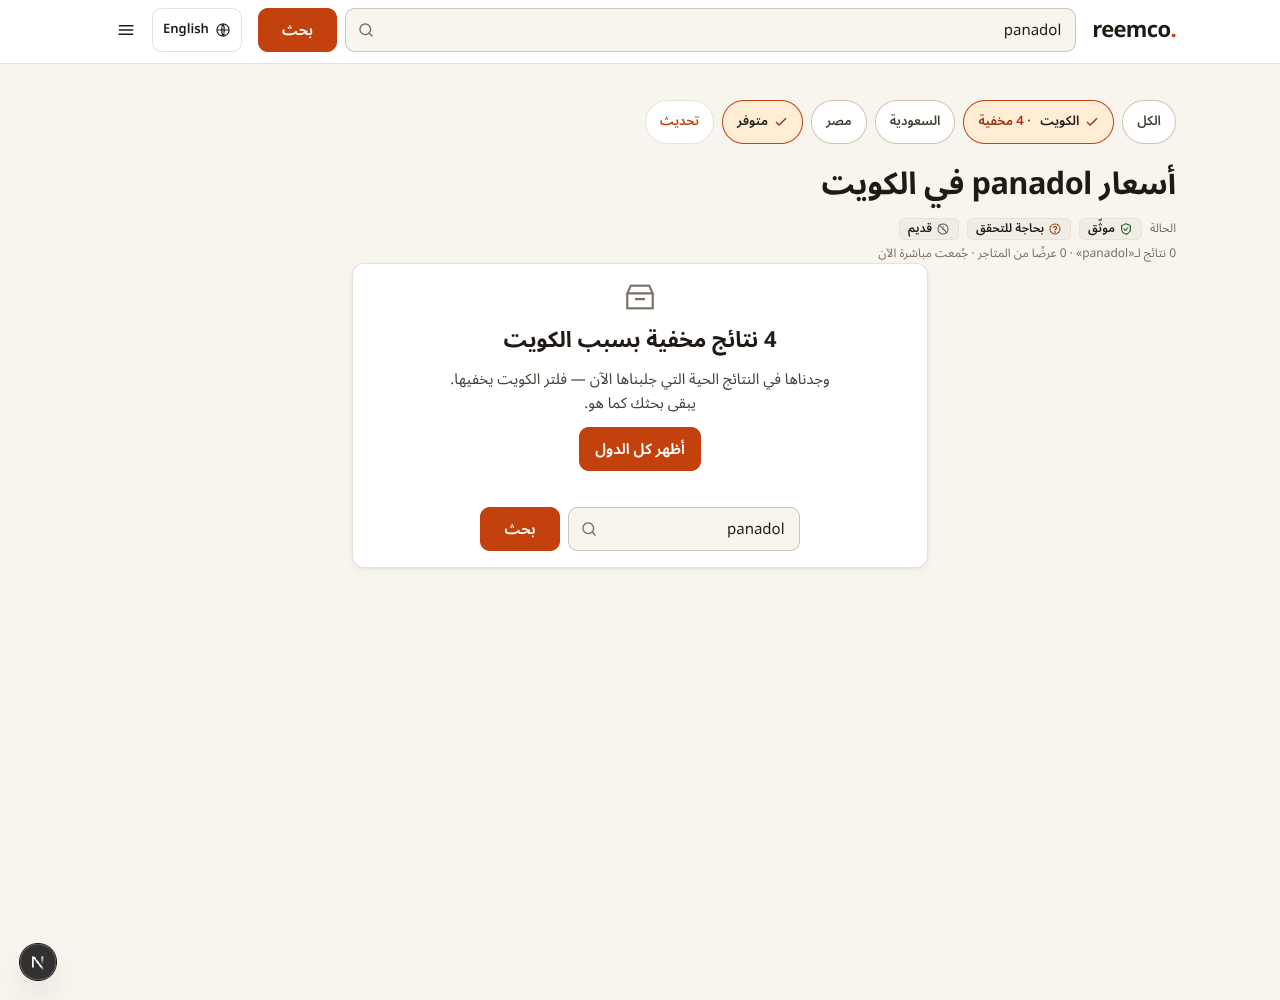 reemco.
panadol
بحث
English
الكل
الكويت · 4 مخفية
السعودية
مصر
متوفر
تحديث
أسعار panadol في الكويت
الحالة موثّق بحاجة للتحقق قديم
0 نتائج لـ«panadol» · 0 عرضًا من المتاجر · جُمعت مباشرة الآن
4 نتائج مخفية بسبب الكويت
وجدناها في النتائج الحية التي جلبناها الآن — فلتر الكويت يخفيها.
يبقى بحثك كما هو.
أظهر كل الدول
panadol
بحث
N